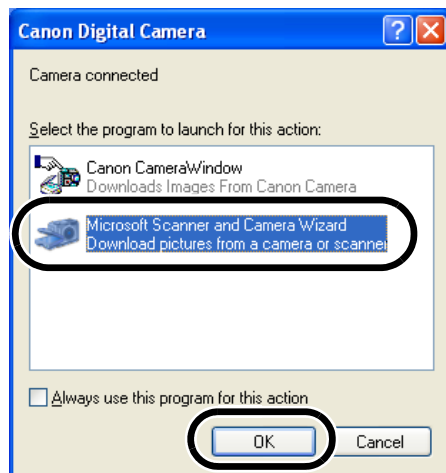 Canon Digital Camera
Camera connected
Select the program to launch for this action:
Canon CameraWindow
Downloads Images From Canon Camera
Microsoft Scanner and Camera Wizard
Download pictures from a camera or scanner
Always use this program for this action
OK Cancel